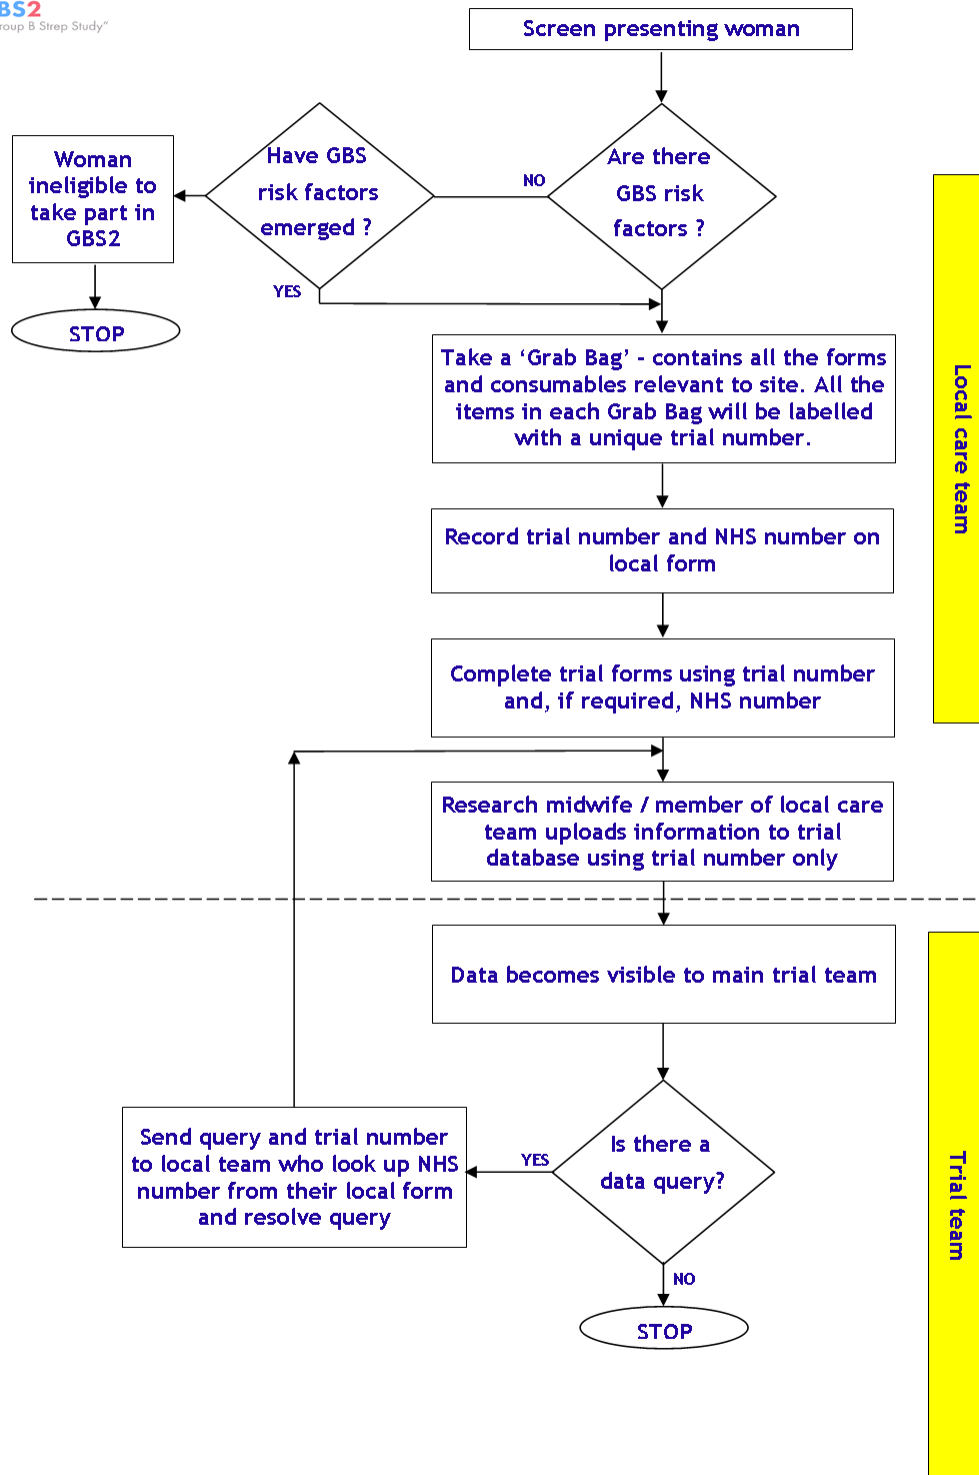 BS2
roup B Strep Study"
Screen presenting woman
Are there
GBS risk
factors ?
NO
Have GBS
risk factors
emerged ?
Woman
ineligible to
take part in
GBS2
STOP
YES
Take a ‘Grab Bag’ - contains all the forms
and consumables relevant to site. All the
items in each Grab Bag will be labelled
with a unique trial number.
Record trial number and NHS number on
local form
Complete trial forms using trial number
and, if required, NHS number
Research midwife / member of local care
team uploads information to trial
database using trial number only
Local care team
Data becomes visible to main trial team
Is there a
data query?
YES
Send query and trial number
to local team who look up NHS
number from their local form
and resolve query
NO
STOP
Trial team